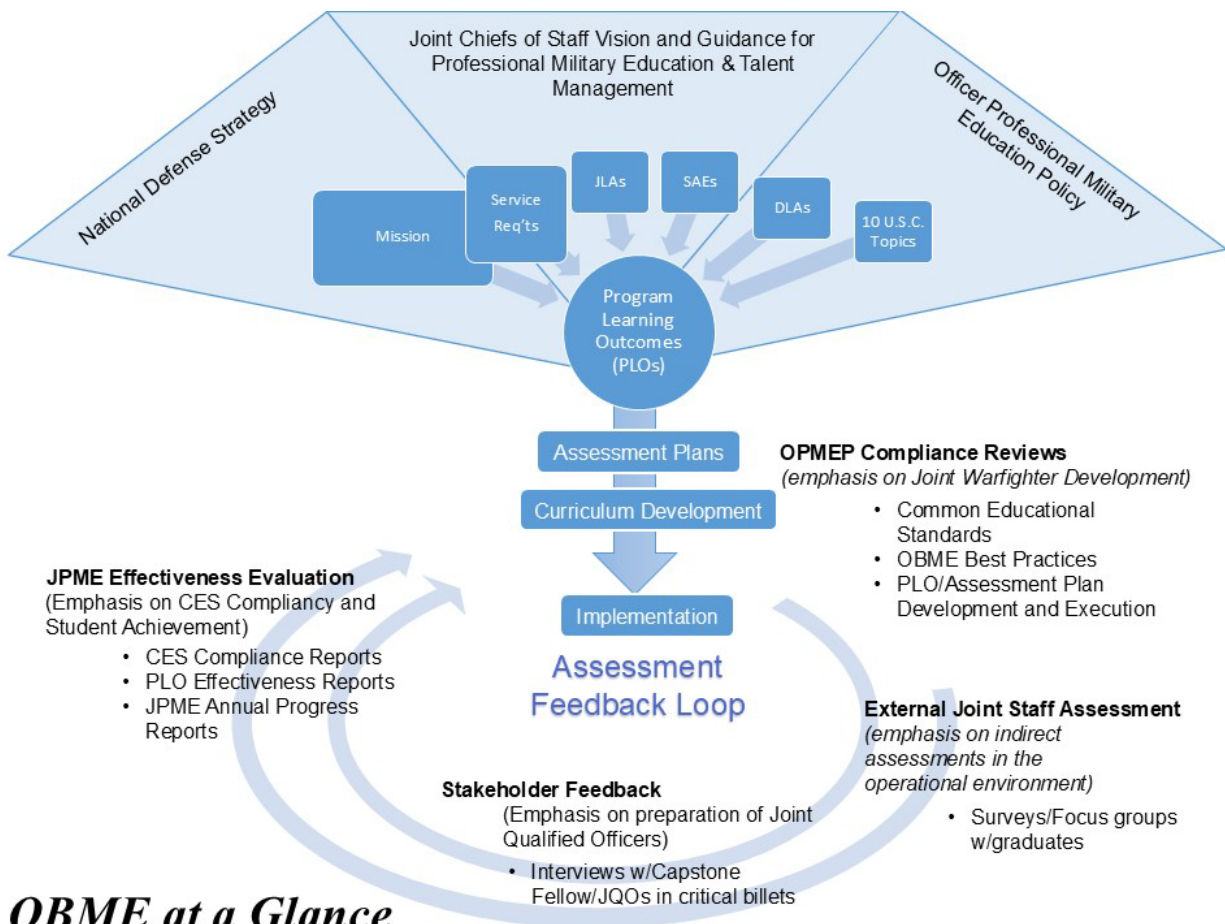 Joint Chiefs of Staff Vision and Guidance for
Professional Military Education & Talent
Management
National Defense Strategy
Officer Professional Military
Education Policy
Mission
Service
Req'ts
JLAs
SAEs
DLAs
10 U.S.C.
Topics
Program
Learning
Outcomes
(PLOs)
Assessment Plans
Curriculum Development
Implementation
Assessment
Feedback Loop
OPMEP Compliance Reviews
(emphasis on Joint Warfighter Development)
• Common Educational
Standards
• OBME Best Practices
• PLO/Assessment Plan
Development and Execution
JPME Effectiveness Evaluation
(Emphasis on CES Compliancy and
Student Achievement)
• CES Compliance Reports
• PLO Effectiveness Reports
• JPME Annual Progress
Reports
External Joint Staff Assessment
(emphasis on indirect
assessments in the
operational environment)
• Surveys/Focus groups
w/graduates
Stakeholder Feedback
(Emphasis on preparation of Joint
Qualified Officers)
• Interviews w/Capstone
Fellow/JQOs in critical billets
OBME at a Glance